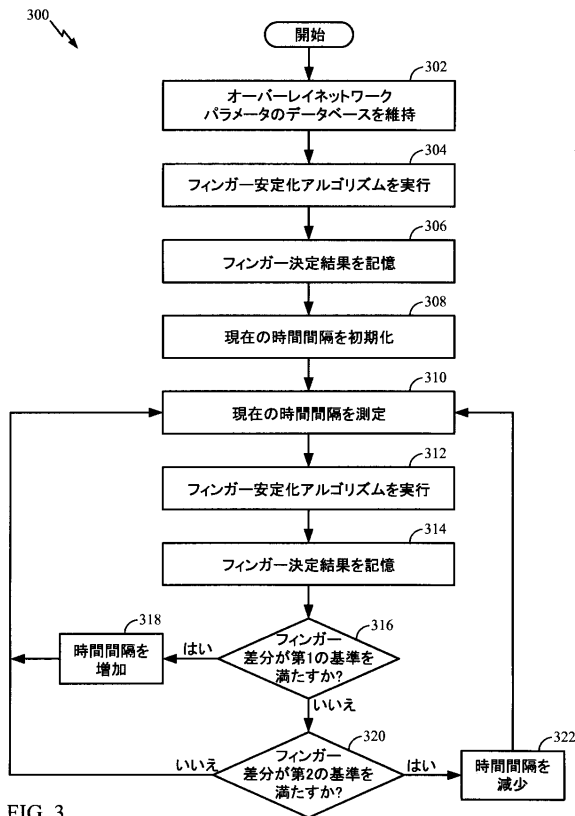 300
開始
302
オーバーレイネットワーク
パラメータのデータベースを維持
304
フィンガー安定化アルゴリズムを実行
306
フィンガー決定結果を記憶
308
現在の時間間隔を初期化
310
現在の時間間隔を測定
312
フィンガー安定化アルゴリズムを実行
314
フィンガー決定結果を記憶
316
フィンガー
差分が第1の基準を
満たすか?
はい
318
時間間隔を
増加
いいえ
320
フィンガー
差分が第2の基準を
満たすか?
いいえ
はい
322
時間間隔を
減少
FIG. 3